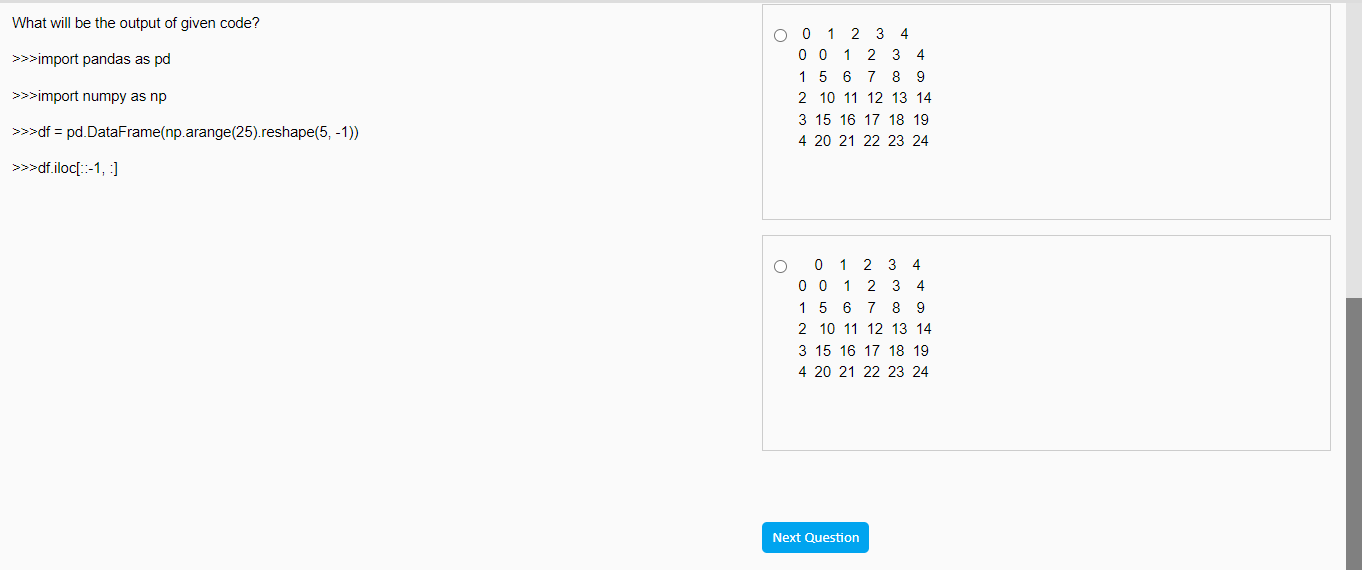 What will be the output of given code?
>>>import pandas as pd
>>>import numpy as np
>>>df = pd.DataFrame(np.arange(25).reshape(5, -1))
>>>df.iloc[::-1, :]
0 1 2 3 4
0 0 1 2 3 4
1 5 6 7 8 9
2 10 11 12 13 14
3 15 16 17 18 19
4 20 21 22 23 24
0 1 2 3 4
0 0 1 2 3 4
1 5 6 7 8 9
2 10 11 12 13 14
3 15 16 17 18 19
4 20 21 22 23 24
Next Question